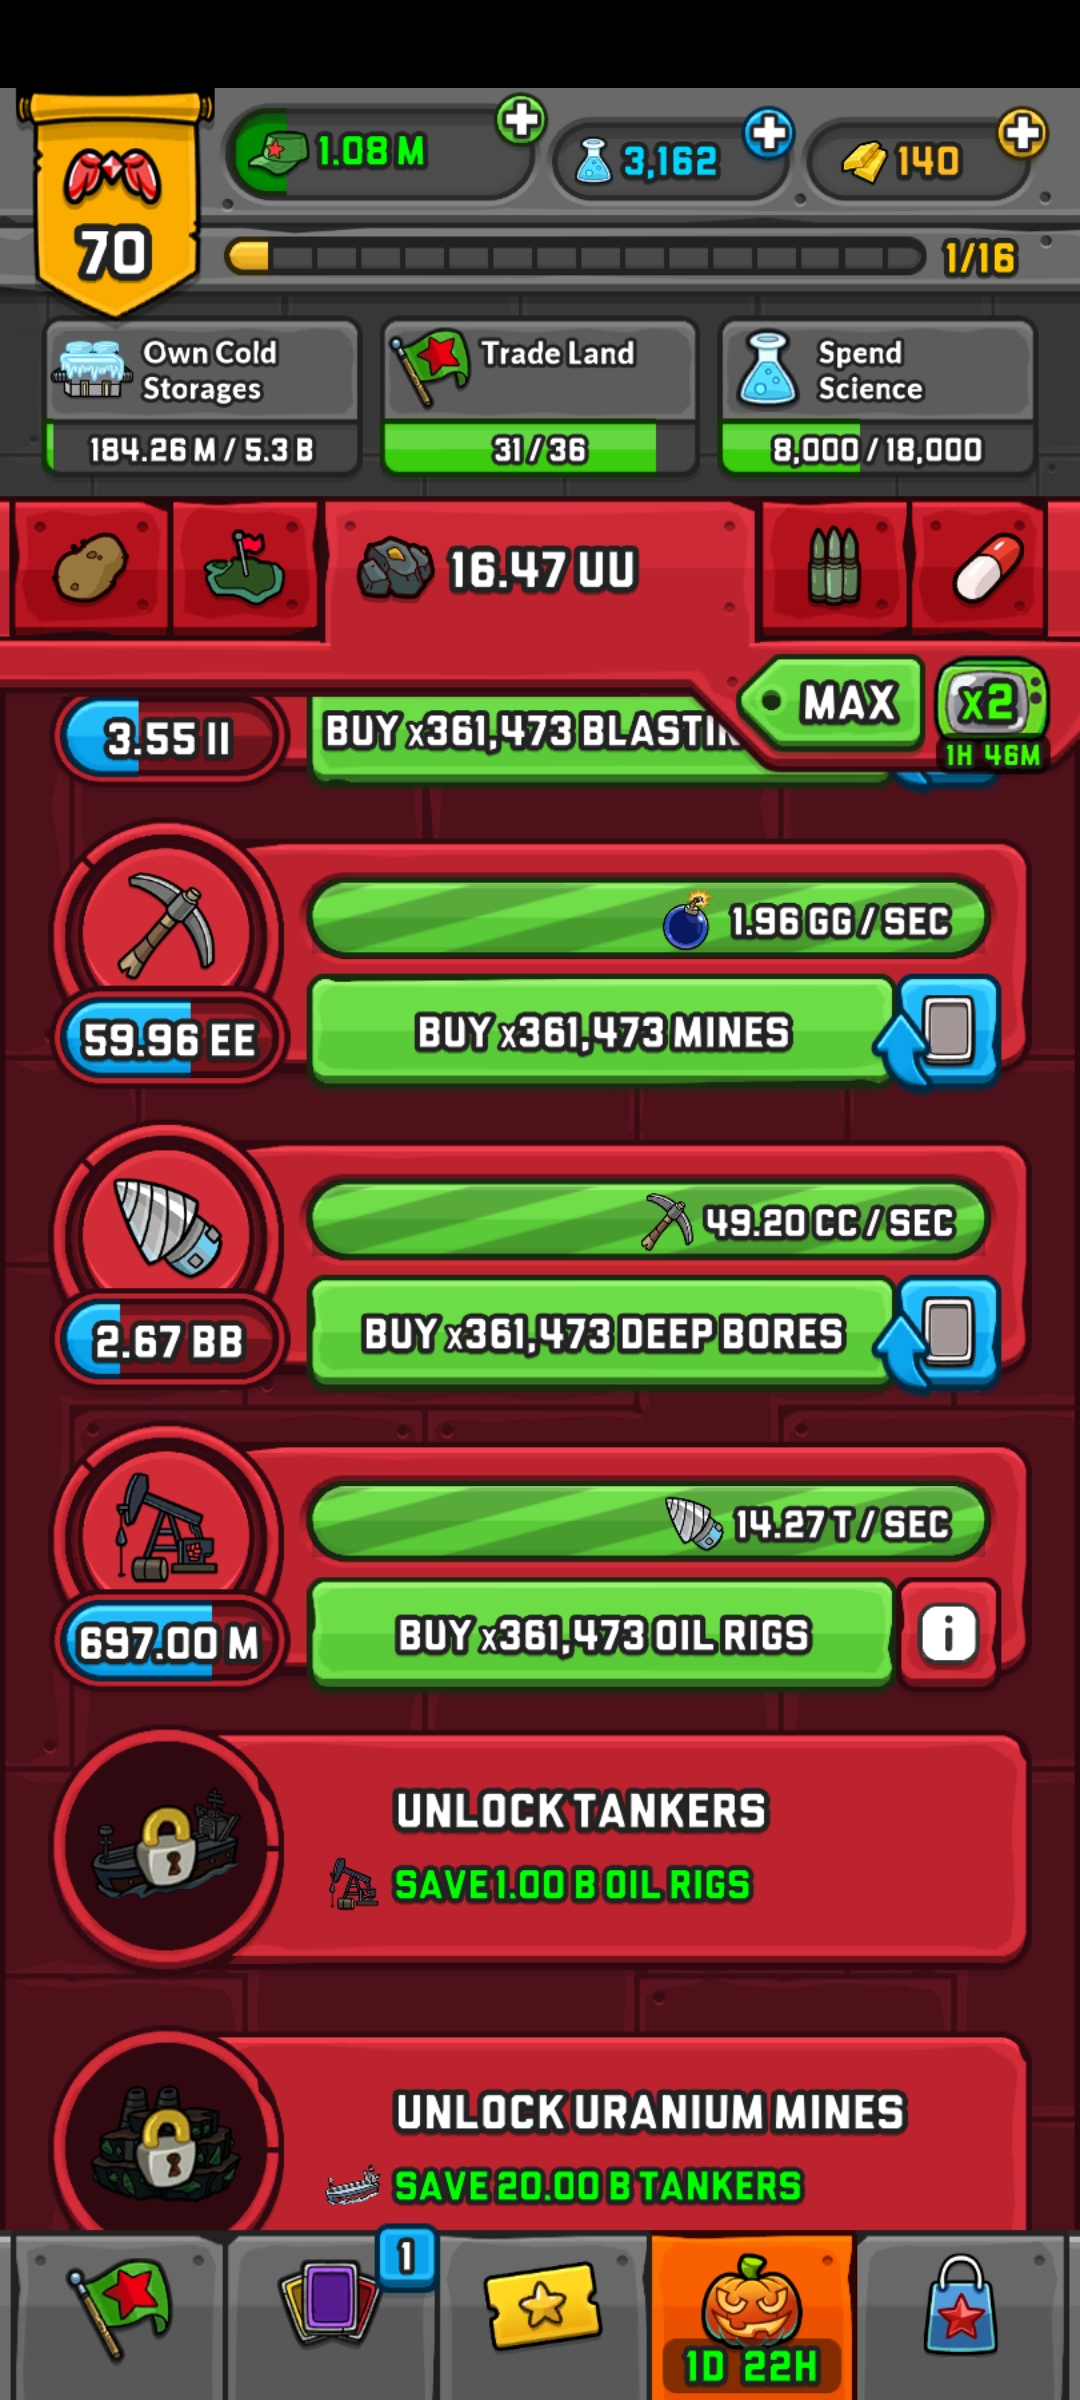 1.08 M
3,162
140
70
1/16
Own Cold
Storages
184.26 M / 5.3 B
Trade Land
31 / 36
Spend
Science
8,000 / 18,000
16.47 UU
MAX
x2
1H 46M
3.55 II
BUY x361,473
59.96 EE
1.96 GG / SEC
BUY x361,473 MINES
2.67 BB
49.20 CC / SEC
BUY x361,473 DEEP BORES
697.00 M
14.27 T / SEC
BUY x361,473 OIL RIGS
i
UNLOCK TANKERS
SAVE 1.00 B OIL RIGS
UNLOCK URANIUM MINES
SAVE 20.00 B TANKERS
1
1D 22H